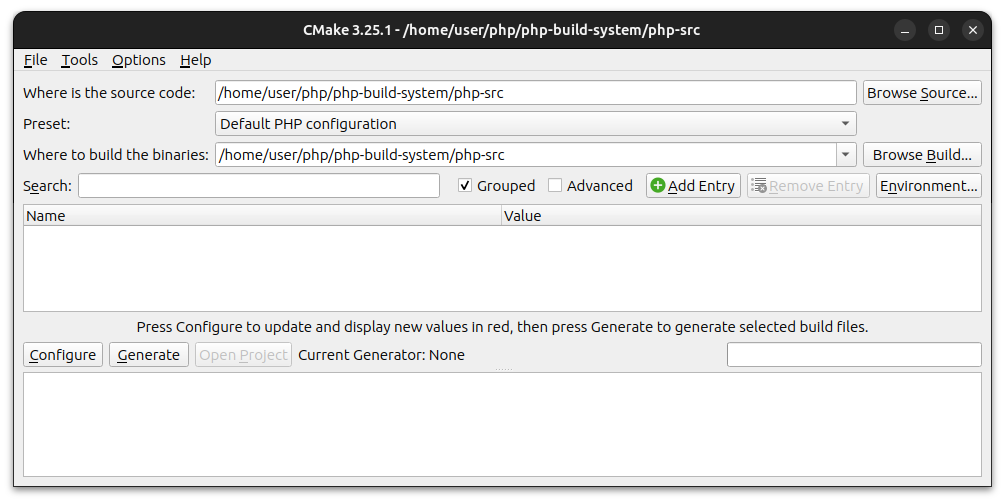 CMake 3.25.1 - /home/user/php/php-build-system/php-src
File Tools Options Help
Where is the source code: /home/user/php/php-build-system/php-src Browse Source...
Preset: Default PHP configuration
Where to build the binaries: /home/user/php/php-build-system/php-src Browse Build...
Search: Grouped Advanced Add Entry Remove Entry Environment...
Name Value
Press Configure to update and display new values in red, then press Generate to generate selected build files.
Configure Generate Open Project Current Generator: None